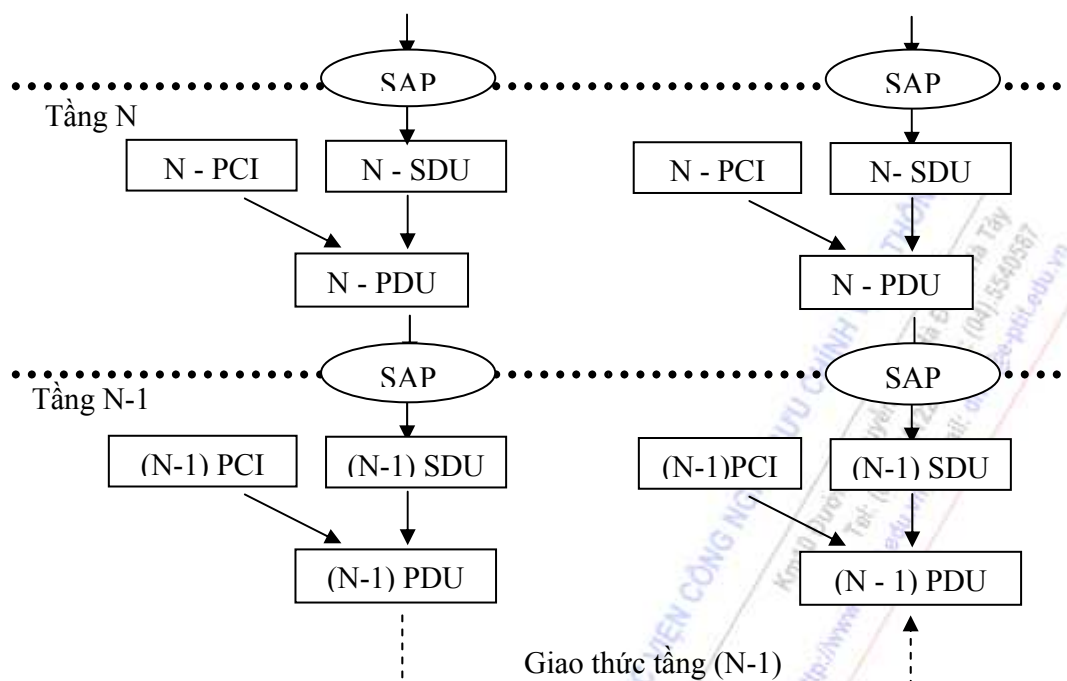 SAP SAP
Tầng N
N - PCI N - SDU N - PCI N- SDU
N - PDU N - PDU
SAP SAP
Tầng N-1
(N-1) PCI (N-1) SDU (N-1)PCI (N-1) SDU
(N-1) PDU (N - 1) PDU
Giao thức tầng (N-1)